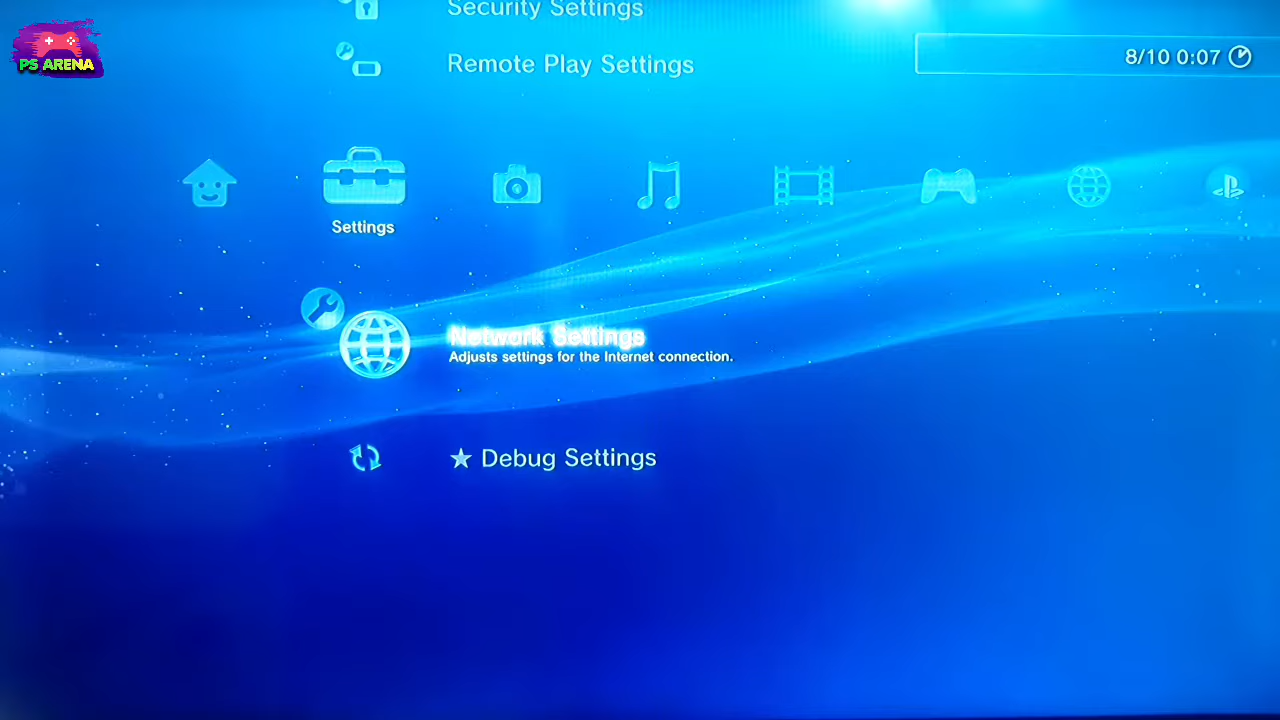 Security Settings
PS ARENA
Remote Play Settings
8/10 0:07
Settings
Network Settings
Adjusts settings for the Internet connection.
★ Debug Settings